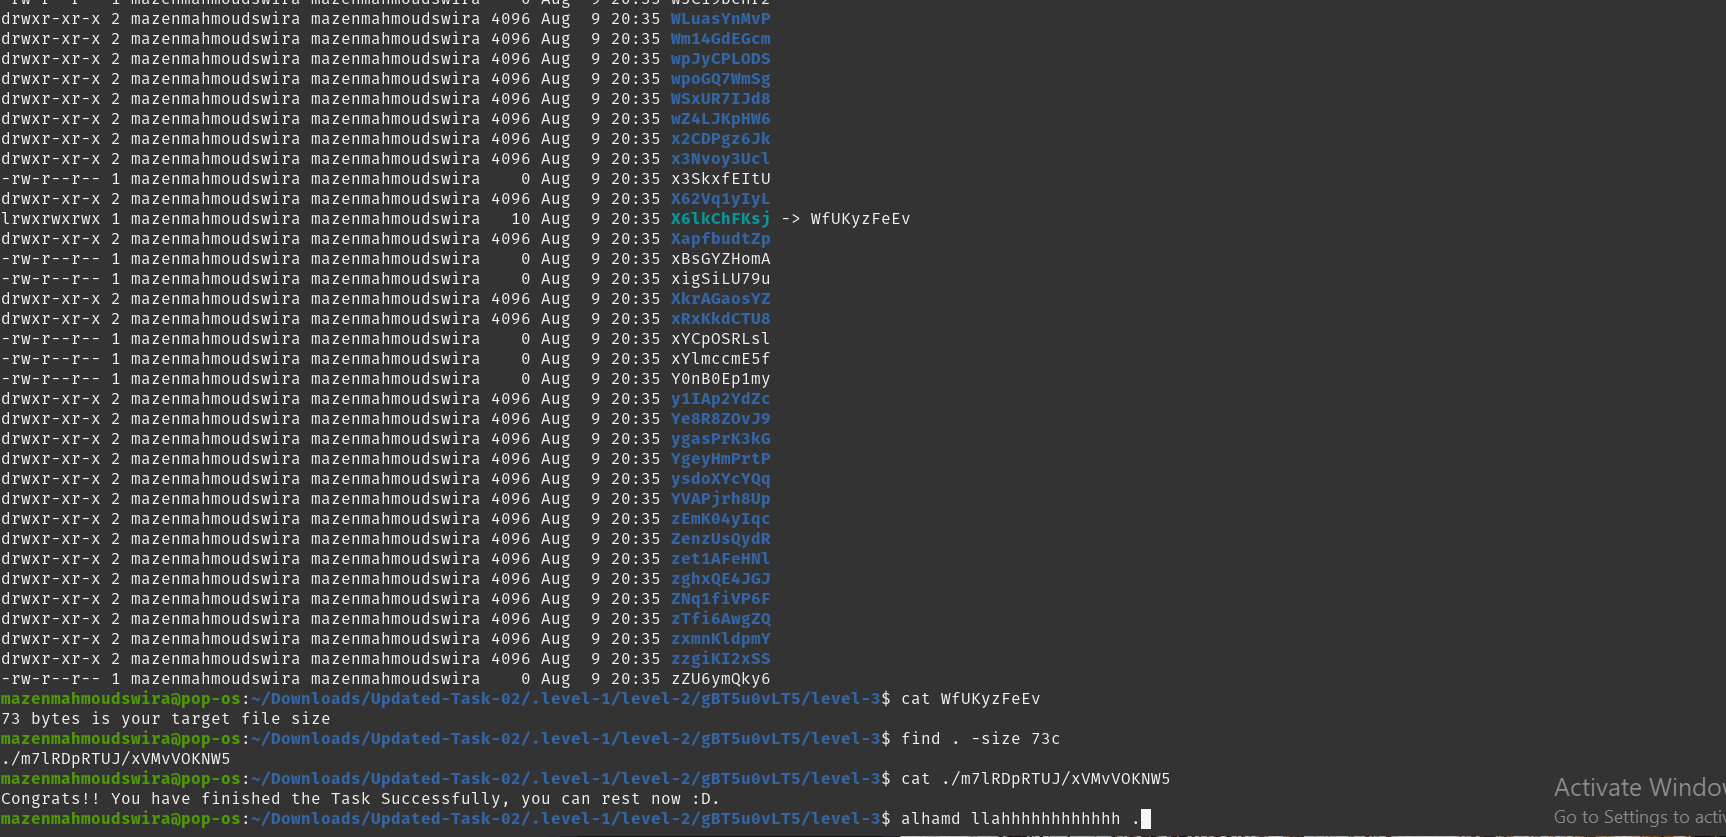 -rw-r--r-- 1 mazenmahmoudswira mazenmahmoudswira 0 Aug 9 20:35
drwxr-xr-x 2 mazenmahmoudswira mazenmahmoudswira 4096 Aug 9 20:35 WLuasYnMvP
drwxr-xr-x 2 mazenmahmoudswira mazenmahmoudswira 4096 Aug 9 20:35 Wm14GdEGcm
drwxr-xr-x 2 mazenmahmoudswira mazenmahmoudswira 4096 Aug 9 20:35 wpJyCPLODS
drwxr-xr-x 2 mazenmahmoudswira mazenmahmoudswira 4096 Aug 9 20:35 wpoGQ7WmSg
drwxr-xr-x 2 mazenmahmoudswira mazenmahmoudswira 4096 Aug 9 20:35 WSxUR7IJd8
drwxr-xr-x 2 mazenmahmoudswira mazenmahmoudswira 4096 Aug 9 20:35 wZ4LJKpHW6
drwxr-xr-x 2 mazenmahmoudswira mazenmahmoudswira 4096 Aug 9 20:35 x2CDPgz6Jk
drwxr-xr-x 2 mazenmahmoudswira mazenmahmoudswira 4096 Aug 9 20:35 x3Nvoy3Ucl
-rw-r--r-- 1 mazenmahmoudswira mazenmahmoudswira 0 Aug 9 20:35 x3SkxfEItU
drwxr-xr-x 2 mazenmahmoudswira mazenmahmoudswira 4096 Aug 9 20:35 X62Vq1yIyL
lrwxrwxrwx 1 mazenmahmoudswira mazenmahmoudswira 10 Aug 9 20:35 X6lkChFKsj -> WfUKyzFeEv
drwxr-xr-x 2 mazenmahmoudswira mazenmahmoudswira 4096 Aug 9 20:35 XapfbudtZp
-rw-r--r-- 1 mazenmahmoudswira mazenmahmoudswira 0 Aug 9 20:35 xBsGYZHomA
-rw-r--r-- 1 mazenmahmoudswira mazenmahmoudswira 0 Aug 9 20:35 xigSiLU79u
drwxr-xr-x 2 mazenmahmoudswira mazenmahmoudswira 4096 Aug 9 20:35 XkrAGaosYZ
drwxr-xr-x 2 mazenmahmoudswira mazenmahmoudswira 4096 Aug 9 20:35 xRxKkdCTU8
-rw-r--r-- 1 mazenmahmoudswira mazenmahmoudswira 0 Aug 9 20:35 xYCpOSRLsl
-rw-r--r-- 1 mazenmahmoudswira mazenmahmoudswira 0 Aug 9 20:35 xYlmccmE5f
-rw-r--r-- 1 mazenmahmoudswira mazenmahmoudswira 0 Aug 9 20:35 Y0nB0Ep1my
drwxr-xr-x 2 mazenmahmoudswira mazenmahmoudswira 4096 Aug 9 20:35 y1IAp2YdZc
drwxr-xr-x 2 mazenmahmoudswira mazenmahmoudswira 4096 Aug 9 20:35 Ye8R8ZOvJ9
drwxr-xr-x 2 mazenmahmoudswira mazenmahmoudswira 4096 Aug 9 20:35 ygasPrK3kG
drwxr-xr-x 2 mazenmahmoudswira mazenmahmoudswira 4096 Aug 9 20:35 YgeyHmPrtP
drwxr-xr-x 2 mazenmahmoudswira mazenmahmoudswira 4096 Aug 9 20:35 ysdoXYcYQq
drwxr-xr-x 2 mazenmahmoudswira mazenmahmoudswira 4096 Aug 9 20:35 YVAPjrh8Up
drwxr-xr-x 2 mazenmahmoudswira mazenmahmoudswira 4096 Aug 9 20:35 zEmK04yIqc
drwxr-xr-x 2 mazenmahmoudswira mazenmahmoudswira 4096 Aug 9 20:35 ZenzUsQydR
drwxr-xr-x 2 mazenmahmoudswira mazenmahmoudswira 4096 Aug 9 20:35 zet1AFeHNl
drwxr-xr-x 2 mazenmahmoudswira mazenmahmoudswira 4096 Aug 9 20:35 zghxQE4JGJ
drwxr-xr-x 2 mazenmahmoudswira mazenmahmoudswira 4096 Aug 9 20:35 ZNq1fiVP6F
drwxr-xr-x 2 mazenmahmoudswira mazenmahmoudswira 4096 Aug 9 20:35 zTfi6AwgZQ
drwxr-xr-x 2 mazenmahmoudswira mazenmahmoudswira 4096 Aug 9 20:35 zxmnKldpmY
drwxr-xr-x 2 mazenmahmoudswira mazenmahmoudswira 4096 Aug 9 20:35 zzgiKI2xSS
-rw-r--r-- 1 mazenmahmoudswira mazenmahmoudswira 0 Aug 9 20:35 zZU6ymQky6
mazenmahmoudswira@pop-os:~/Downloads/Updated-Task-02/.level-1/level-2/gBT5u0vLT5/level-3$ cat WfUKyzFeEv
73 bytes is your target file size
mazenmahmoudswira@pop-os:~/Downloads/Updated-Task-02/.level-1/level-2/gBT5u0vLT5/level-3$ find . -size 73c
./m7lRDpRTUJ/xVMvVOKNW5
mazenmahmoudswira@pop-os:~/Downloads/Updated-Task-02/.level-1/level-2/gBT5u0vLT5/level-3$ cat ./m7lRDpRTUJ/xVMvVOKNW5
Congrats!! You have finished the Task Successfully, you can rest now :D.
mazenmahmoudswira@pop-os:~/Downloads/Updated-Task-02/.level-1/level-2/gBT5u0vLT5/level-3$ alhamd llahhhhhhhhhhhh .
Activate Window
Go to Settings to activ